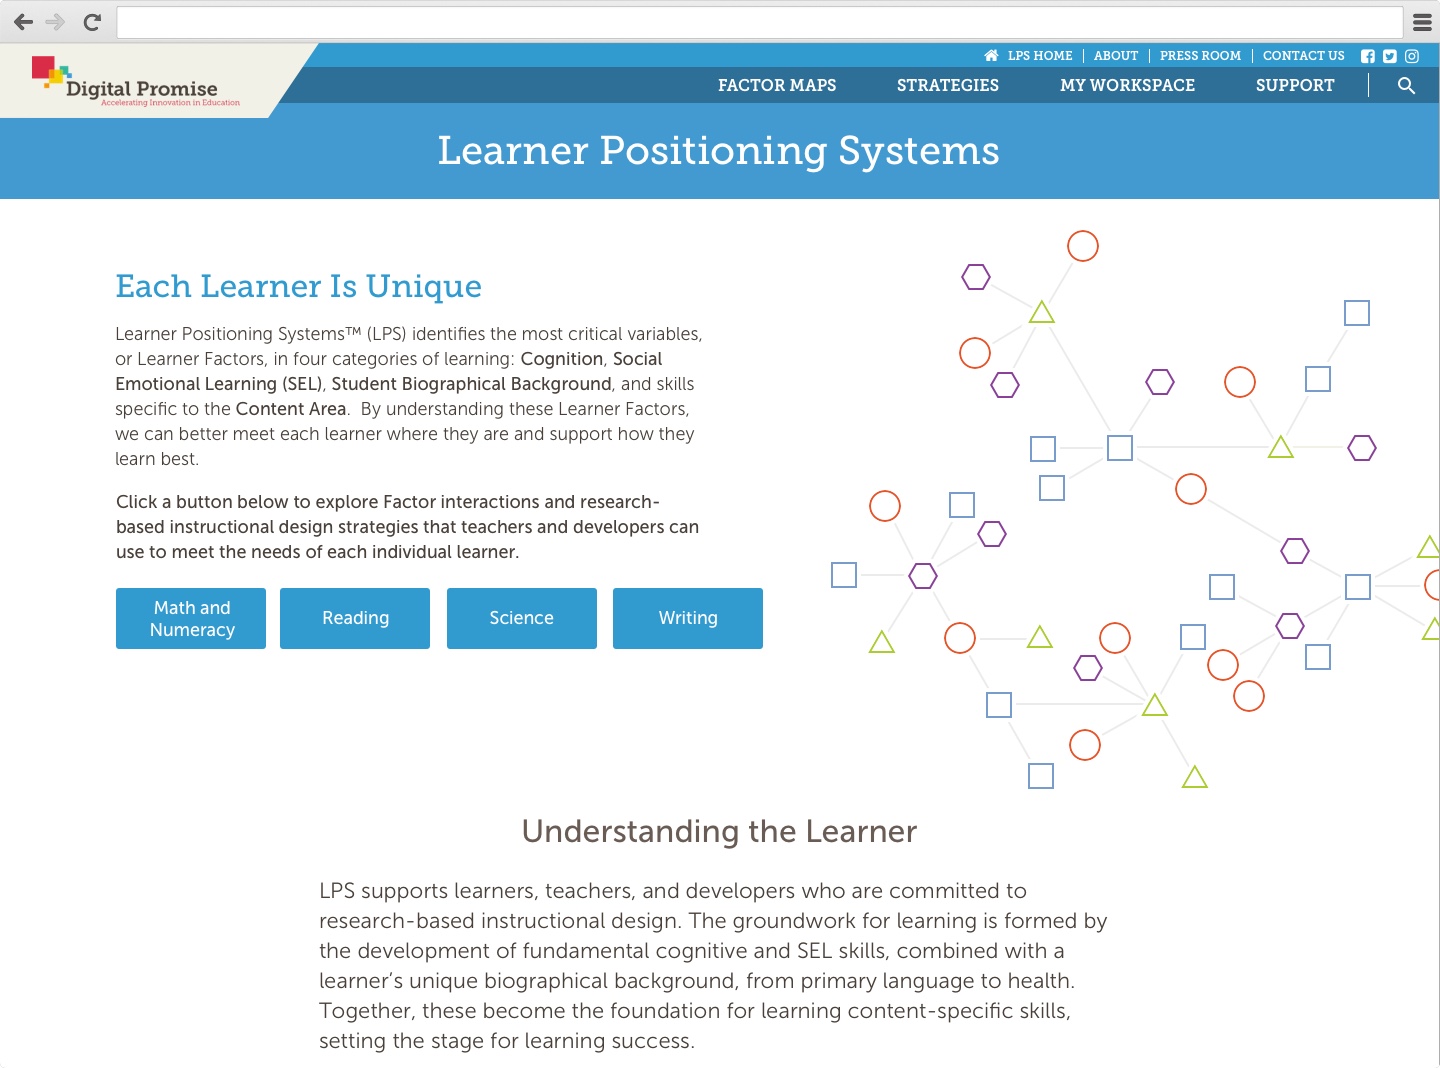 Digital Promise
Accelerating Innovation in Education
LPS HOME
ABOUT
PRESS ROOM
CONTACT US
FACTOR MAPS
STRATEGIES
MY WORKSPACE
SUPPORT
Learner Positioning Systems
Each Learner Is Unique
Learner Positioning Systems™ (LPS) identifies the most critical variables,
or Learner Factors, in four categories of learning: Cognition, Social
Emotional Learning (SEL), Student Biographical Background, and skills
specific to the Content Area.  By understanding these Learner Factors,
we can better meet each learner where they are and support how they
learn best.
Click a button below to explore Factor interactions and research-
based instructional design strategies that teachers and developers can
use to meet the needs of each individual learner.
Math and
Numeracy
Reading
Science
Writing
Understanding the Learner
LPS supports learners, teachers, and developers who are committed to
research-based instructional design. The groundwork for learning is formed by
the development of fundamental cognitive and SEL skills, combined with a
learner’s unique biographical background, from primary language to health.
Together, these become the foundation for learning content-specific skills,
setting the stage for learning success.